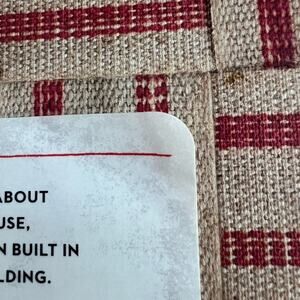 ABOUT
USE,
N BUILT IN
LDING.